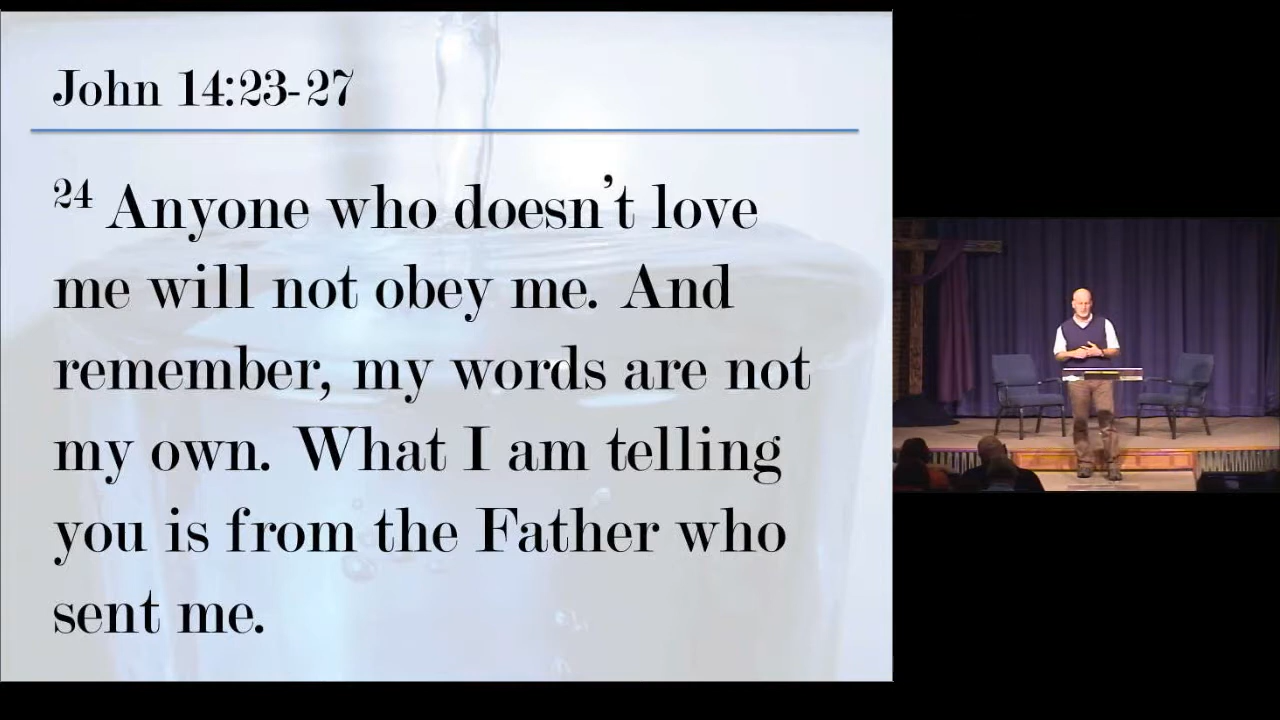 John 14:23-27
24 Anyone who doesn’t love
me will not obey me. And
remember, my words are not
my own. What I am telling
you is from the Father who
sent me.